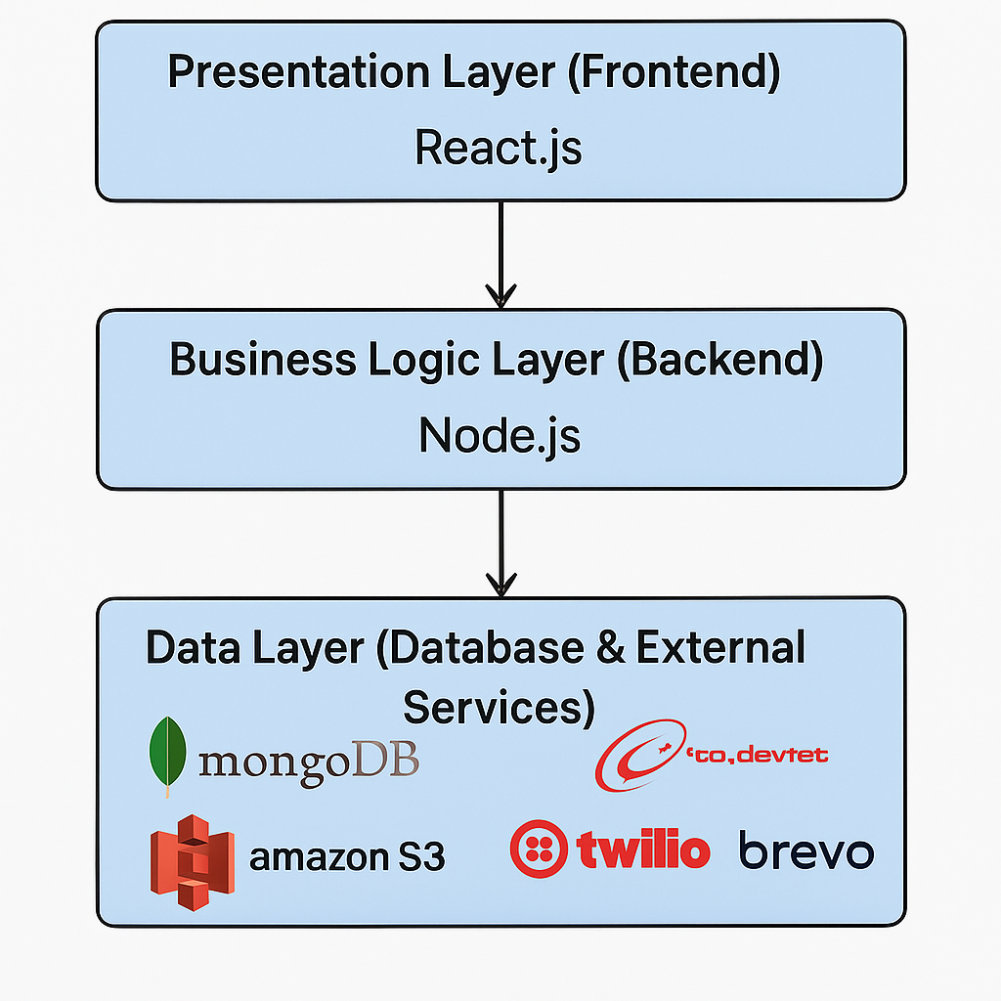 Presentation Layer (Frontend)
React.js
Business Logic Layer (Backend)
Node.js
Data Layer (Database & External
Services)
mongoDB
amazon S3
twilio
brevo